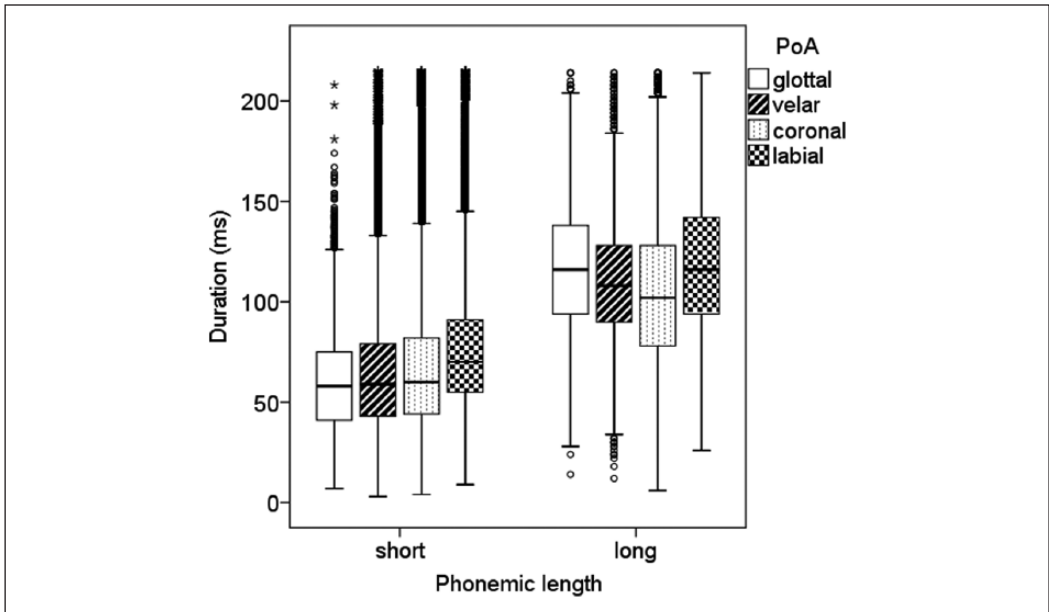 PoA
glottal
velar
coronal
labial
200
150
100
50
0
Duration (ms)
short long
Phonemic length